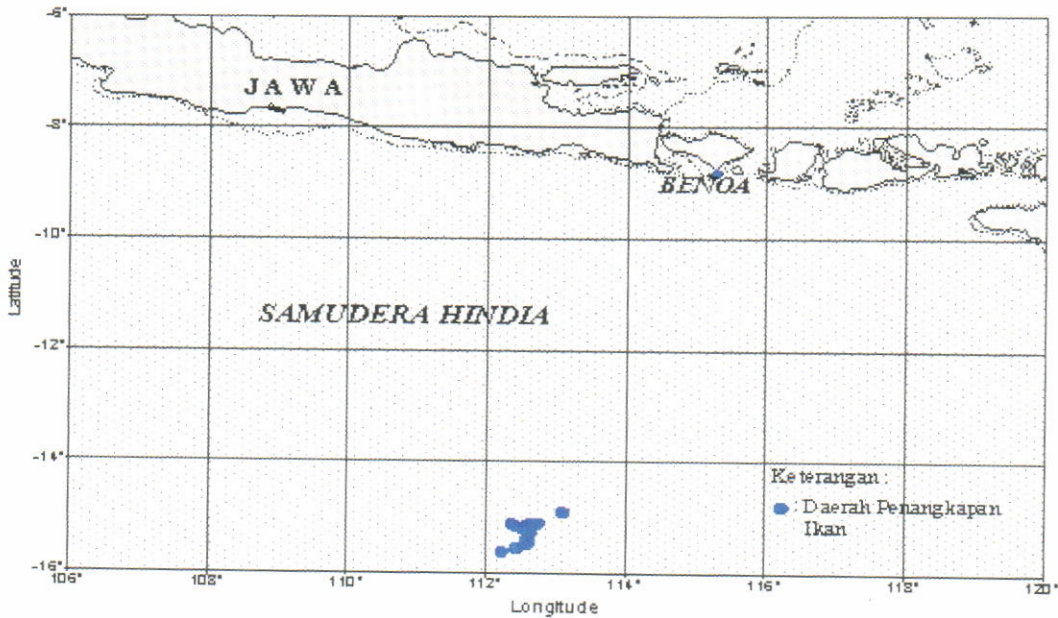 -6°
J A W A
-8°
BENOA
-10°
Latitude
SAMUDERA HINDIA
-12°
-14°
Keterangan :
: Daerah Penangkapan
Ikan
-16°
106° 108° 110° 112° 114° 116° 118° 120°
Longitude